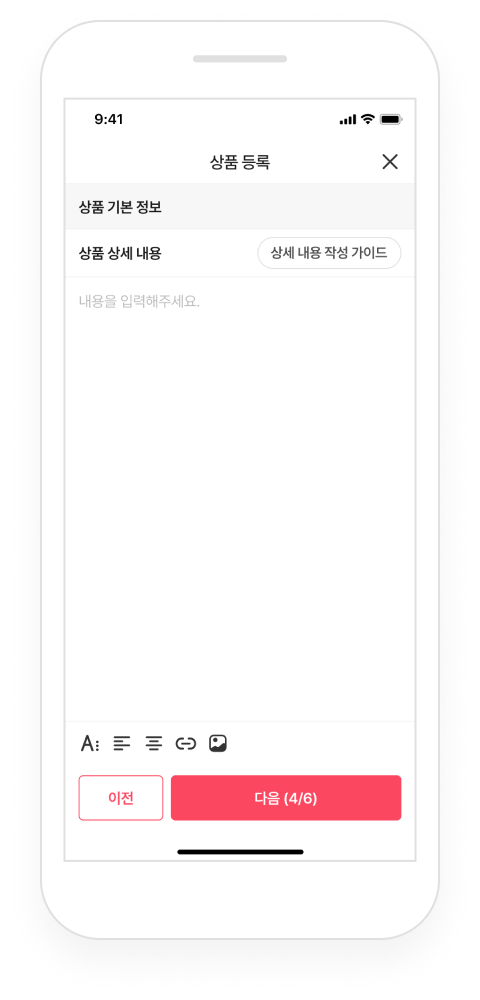 9:41
상품 등록
상품 기본 정보
상품 상세 내용
상세 내용 작성 가이드
내용을 입력해주세요.
이전
다음 (4/6)